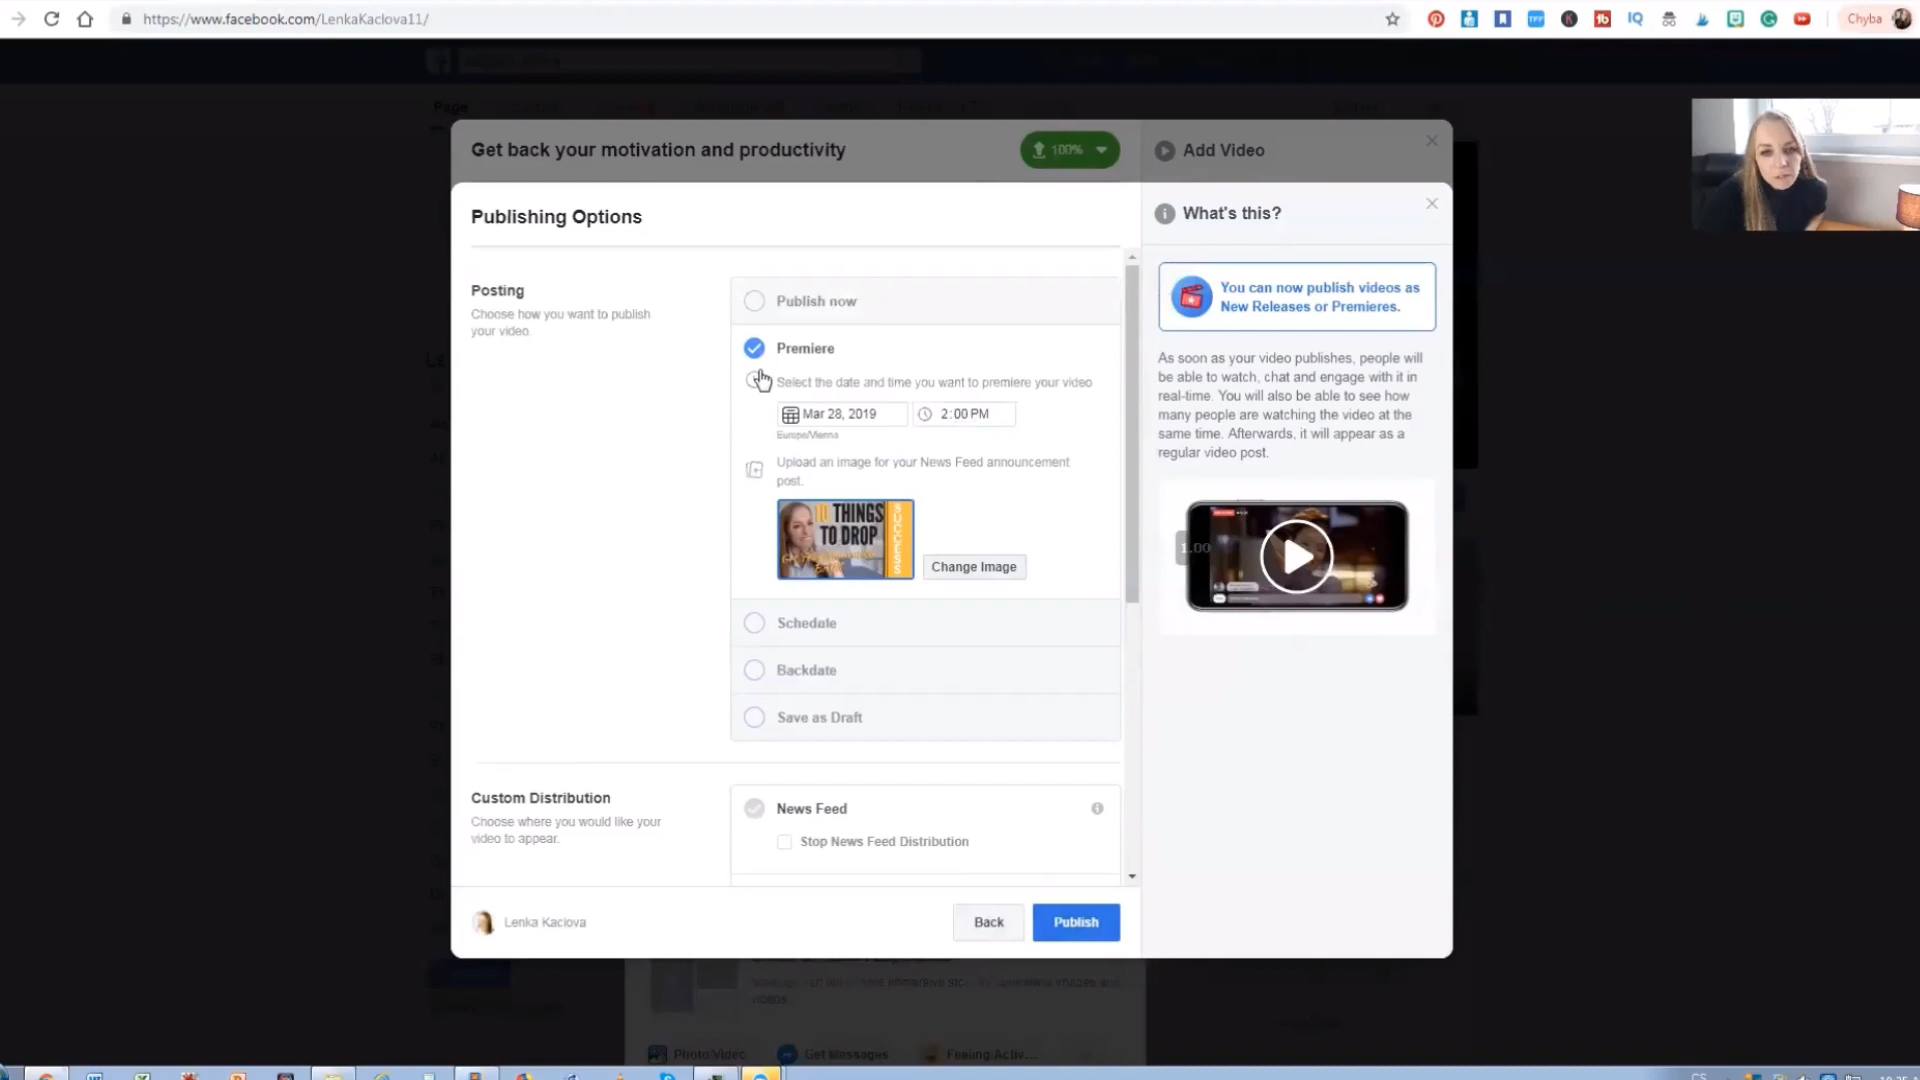 https://www.facebook.com/LenkaKaclova11/
Chyba
Page
Get back your motivation and productivity
100%
Add Video
Publishing Options
What's this?
You can now publish videos as
New Releases or Premieres.
As soon as your video publishes, people will
be able to watch, chat and engage with it in
real-time. You will also be able to see how
many people are watching the video at the
same time. Afterwards, it will appear as a
regular video post.
1.00
Posting
Choose how you want to publish
your video.
Publish now
Premiere
Select the date and time you want to premiere your video
Mar 28, 2019
2:00 PM
Europe/Vienna
Upload an image for your News Feed announcement
post.
10 THINGS
TO DROP
SUCCESS
Change Image
Schedule
Backdate
Save as Draft
Custom Distribution
Choose where you would like your
video to appear.
News Feed
Stop News Feed Distribution
Lenka Kaclova
Back
Publish
Photo/Video
Get Messages
Feeling/Activ...
CS